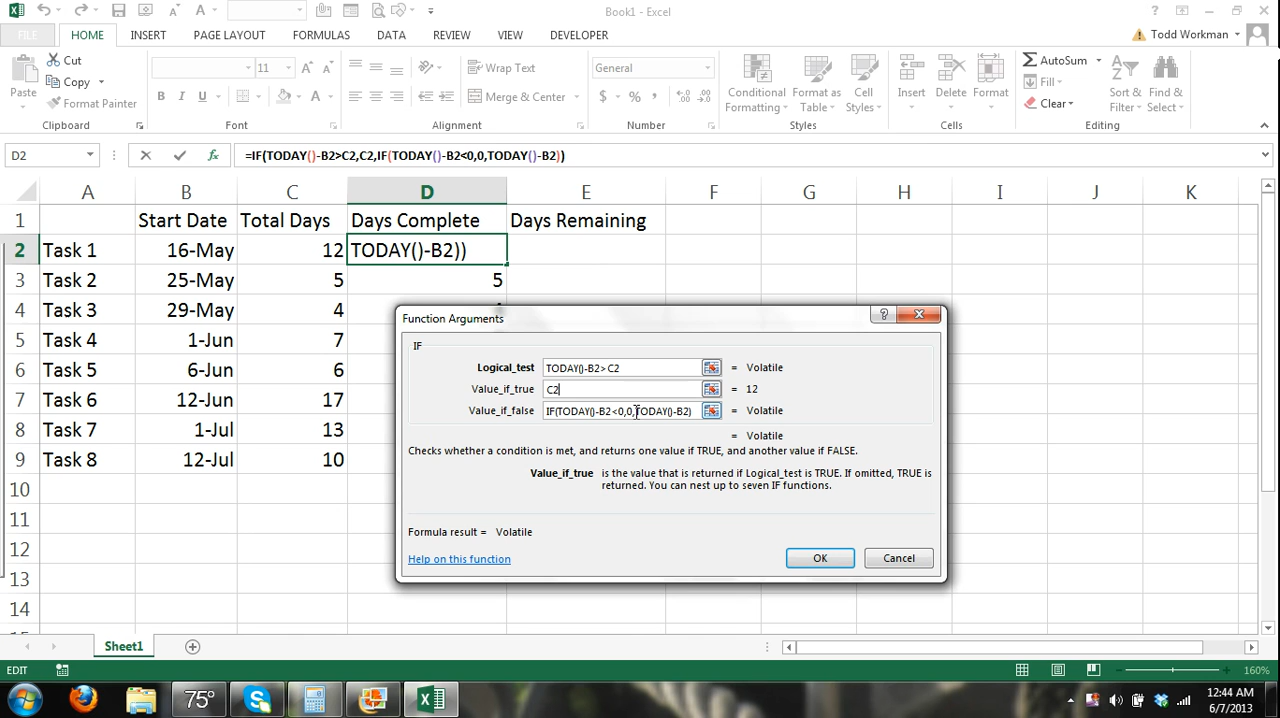 Book1 - Excel
FILE
HOME
INSERT
PAGE LAYOUT
FORMULAS
DATA
REVIEW
VIEW
DEVELOPER
Todd Workman
Paste
Cut
Copy
Format Painter
Clipboard
11
B I U
Font
Wrap Text
Merge & Center
Alignment
General
$ % ,
Number
Conditional Formatting
Format as Table
Cell Styles
Styles
Insert
Delete
Format
Cells
AutoSum
Fill
Clear
Sort & Filter
Find & Select
Editing
D2
fx
=IF(TODAY()-B2>C2,C2,IF(TODAY()-B2<0,0,TODAY()-B2))
A B C D E F G H I J K
1 Start Date Total Days Days Complete Days Remaining
2 Task 1 16-May 12 TODAY()-B2))
3 Task 2 25-May 5 5
4 Task 3 29-May 4
5 Task 4 1-Jun 7
6 Task 5 6-Jun 6
7 Task 6 12-Jun 17
8 Task 7 1-Jul 13
9 Task 8 12-Jul 10
10
11
12
13
14
Function Arguments
IF
Logical_test TODAY()-B2>C2 = Volatile
Value_if_true C2 = 12
Value_if_false IF(TODAY()-B2<0,0,TODAY()-B2) = Volatile
= Volatile
Checks whether a condition is met, and returns one value if TRUE, and another value if FALSE.
Value_if_true is the value that is returned if Logical_test is TRUE. If omitted, TRUE is
returned. You can nest up to seven IF functions.
Formula result = Volatile
Help on this function
OK
Cancel
Sheet1
EDIT
160%
75°
12:44 AM
6/7/2013